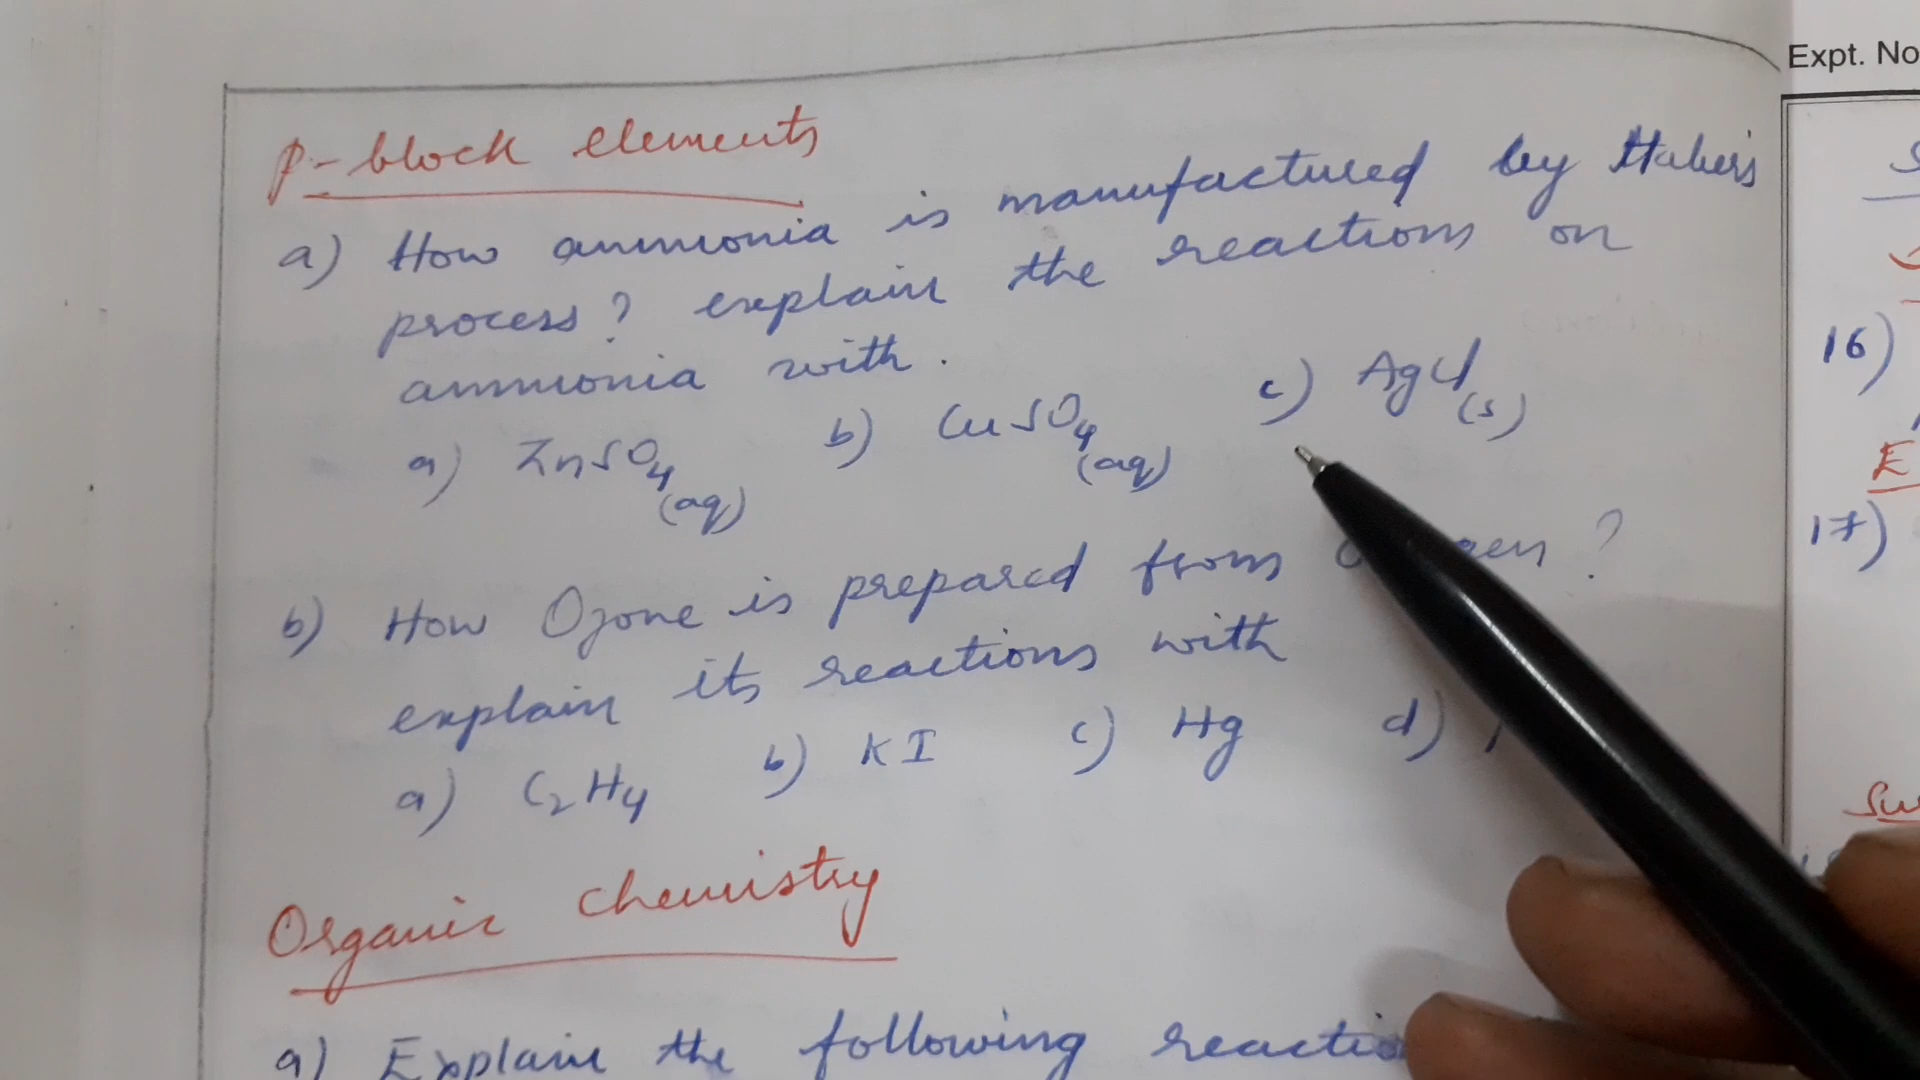 Expt. No
P-block elements
a) How ammonia is manufactured by Haber's
process? explain the reactions on
ammonia with.
a) ZnSO4(aq) b) CuSO4(aq) c) AgCl(s)
b) How Ozone is prepared from
explain its reactions with
a) C2H4 b) KI c) Hg d)
Organic chemistry
a) Explain the following
16)
17)